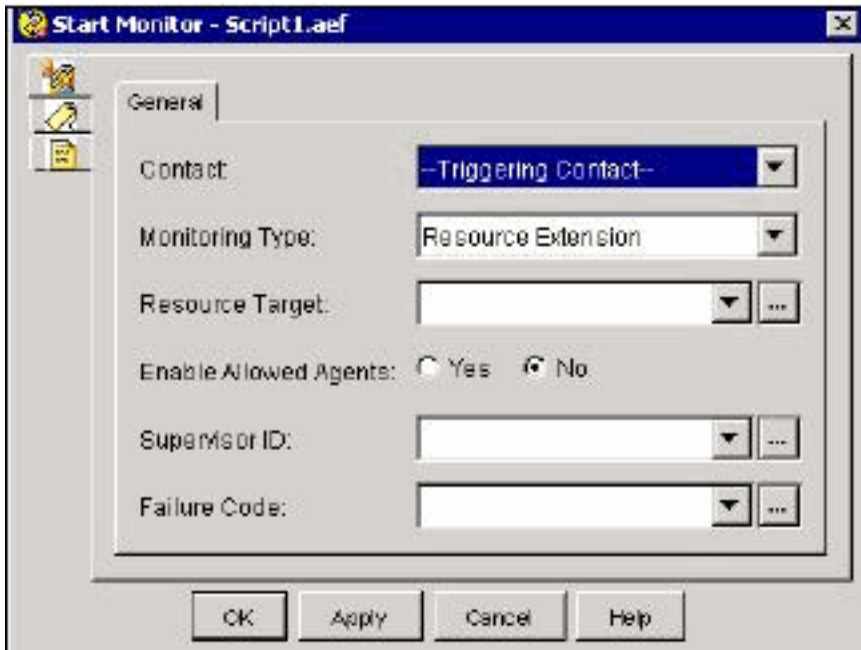 Start Monitor - Script1.aef
General
Contact:
--Triggering Contact--
Monitoring Type:
Resource Extension
Resource Target:
...
Enable Allowed Agents:
Yes
No
Supervisor ID:
...
Failure Code:
...
OK
Apply
Cancel
Help